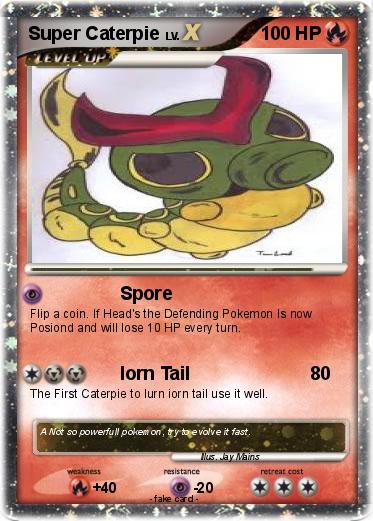 Super Caterpie LV. X 100 HP
LEVEL-UP
Spore
Flip a coin. If Head's the Defending Pokemon Is now
Posiond and will lose 10 HP every turn.
Iorn Tail 80
The First Caterpie to lurn iorn tail use it well.
A Not so powerfull pokemon, try to evolve it fast.
Illus. Jay Mains
weakness resistance retreat cost
+40 -20
- fake card -